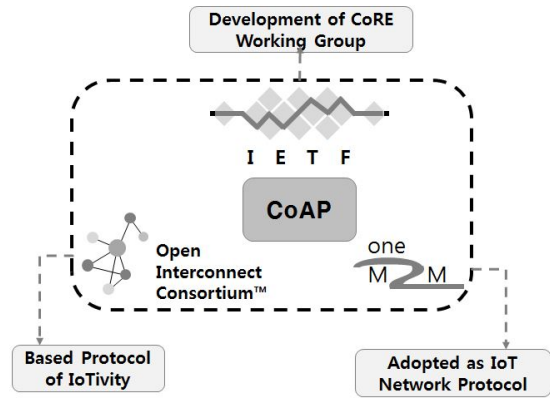 Development of CoRE
Working Group
I E T F
CoAP
Open
Interconnect
Consortium™
one
M2M
Based Protocol
of IoTivity
Adopted as IoT
Network Protocol